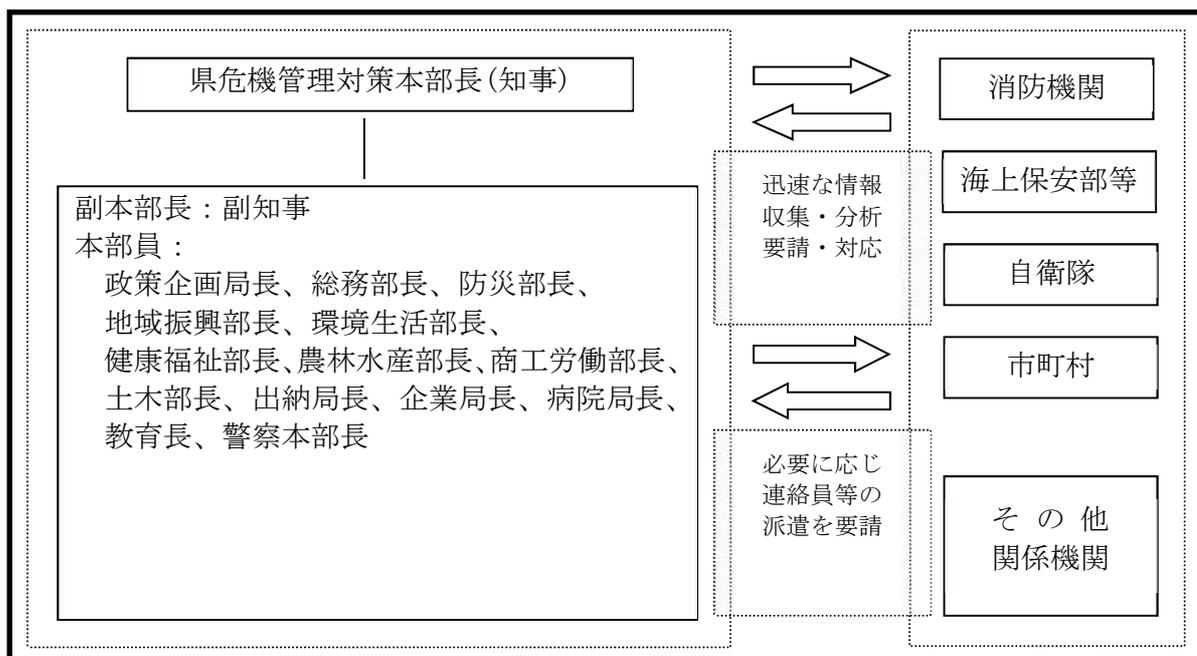 県危機管理対策本部長(知事)
副本部長：副知事
本部員：
政策企画局長、総務部長、防災部長、
地域振興部長、環境生活部長、
健康福祉部長、農林水産部長、商工労働部長、
土木部長、出納局長、企業局長、病院局長、
教育長、警察本部長
迅速な情報
収集・分析
要請・対応
必要に応じ
連絡員等の
派遣を要請
消防機関
海上保安部等
自衛隊
市町村
そ の 他
関係機関